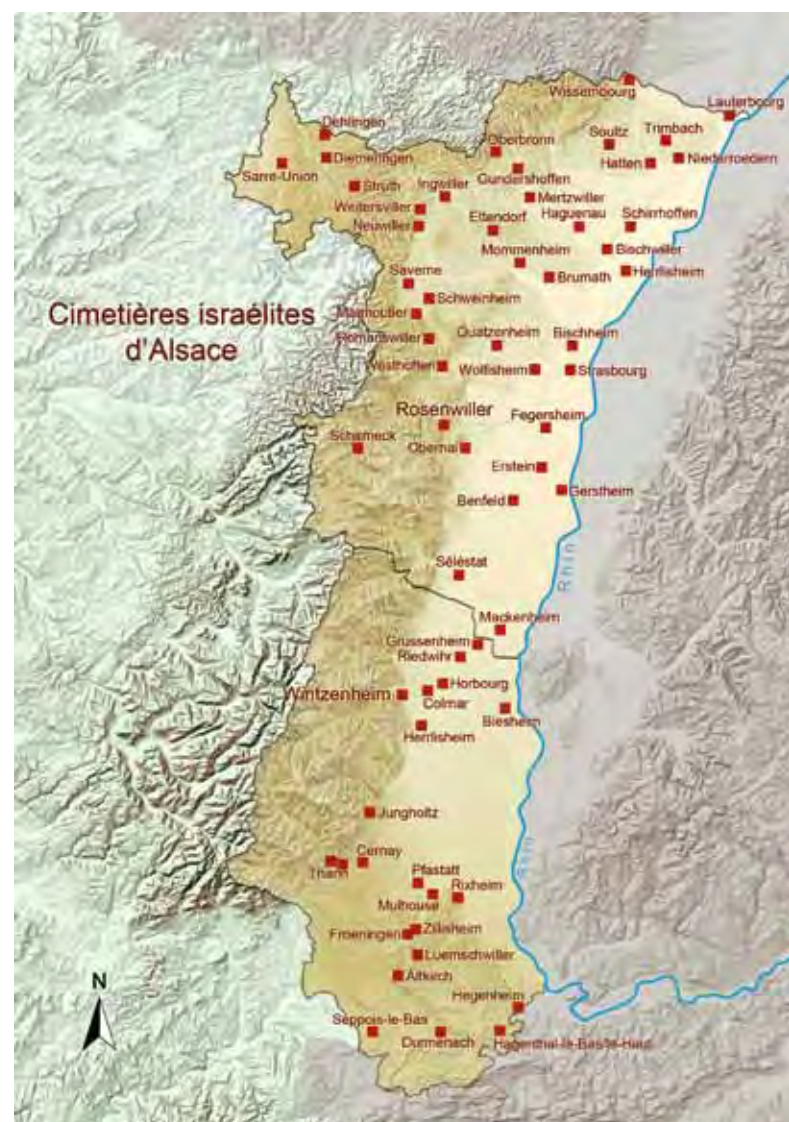 Wissembourg
Lauterbourg
Dehlingen
Soultz
Trimbach
Oberbronn
Diemeringen
Hatten
Niederroedern
Sarre-Union
Gundershoffen
Struth
Ingwiller
Mertzwiller
Weitersviller
Ettendorf
Haguenau
Schirrhoffen
Neuwiller
Mommenheim
Bischwiller
Saverne
Brumath
Herrlisheim
Schweinheim
Cimetières israélites
d'Alsace
Marmoutier
Romanswiller
Quatzenheim
Bischheim
Westhoffen
Wolfisheim
Strasbourg
Rosenwiller
Fegersheim
Schirmeck
Obernai
Erstein
Gerstheim
Benfeld
Rhin
Sélestat
Mackenheim
Grussenheim
Riedwihr
Horbourg
Wintzenheim
Colmar
Biesheim
Herrlisheim
Jungholtz
Cernay
Thann
Pfastatt
Rixheim
Mulhouse
Rhin
Zillisheim
Froeningen
Luemschwiller
Altkirch
N
Hegenheim
Seppois-le-Bas
Durmenach
Hagenthal-le-Bas/le-Haut